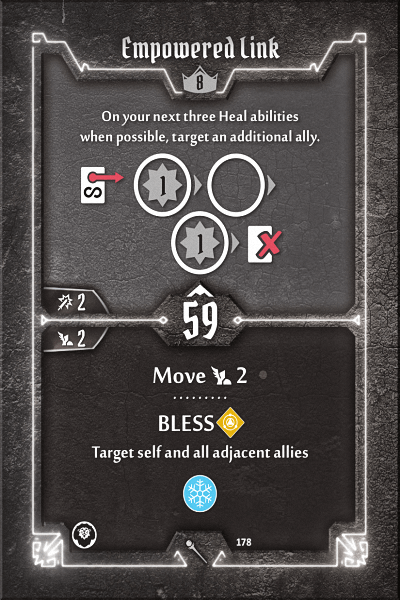 Empowered Link
8
On your next three Heal abilities
when possible, target an additional ally.
S
1
1
2
59
2
Move 2
BLESS
Target self and all adjacent allies
178